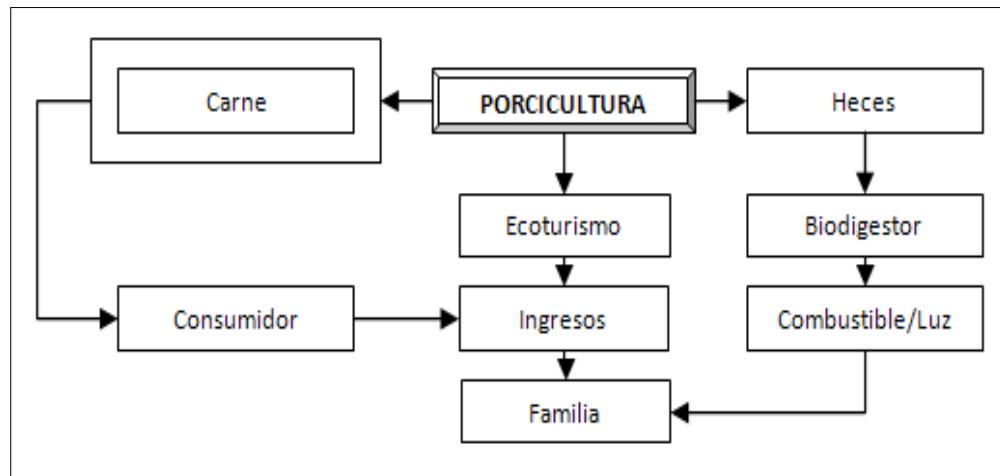 Carne
PORCICULTURA
Heces
Ecoturismo
Biodigestor
Consumidor
Ingresos
Combustible/Luz
Familia